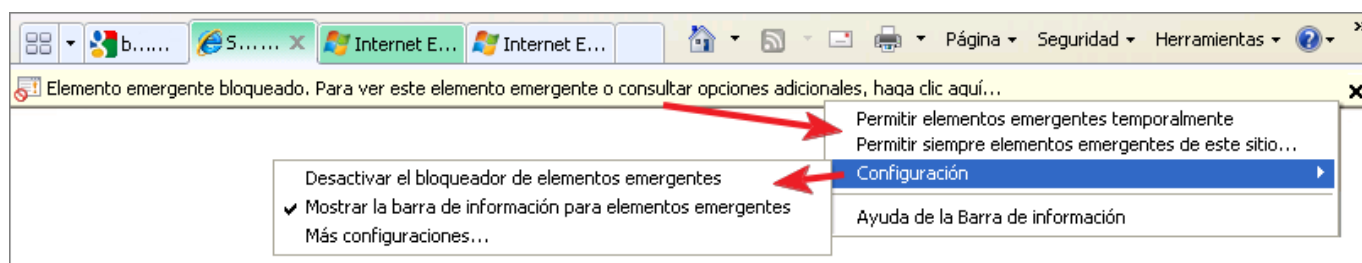 b...... S...... Internet E... Internet E... Página Seguridad Herramientas
Elemento emergente bloqueado. Para ver este elemento emergente o consultar opciones adicionales, haga clic aquí...
Permitir elementos emergentes temporalmente
Permitir siempre elementos emergentes de este sitio...
Configuración
Ayuda de la Barra de información
Desactivar el bloqueador de elementos emergentes
Mostrar la barra de información para elementos emergentes
Más configuraciones...